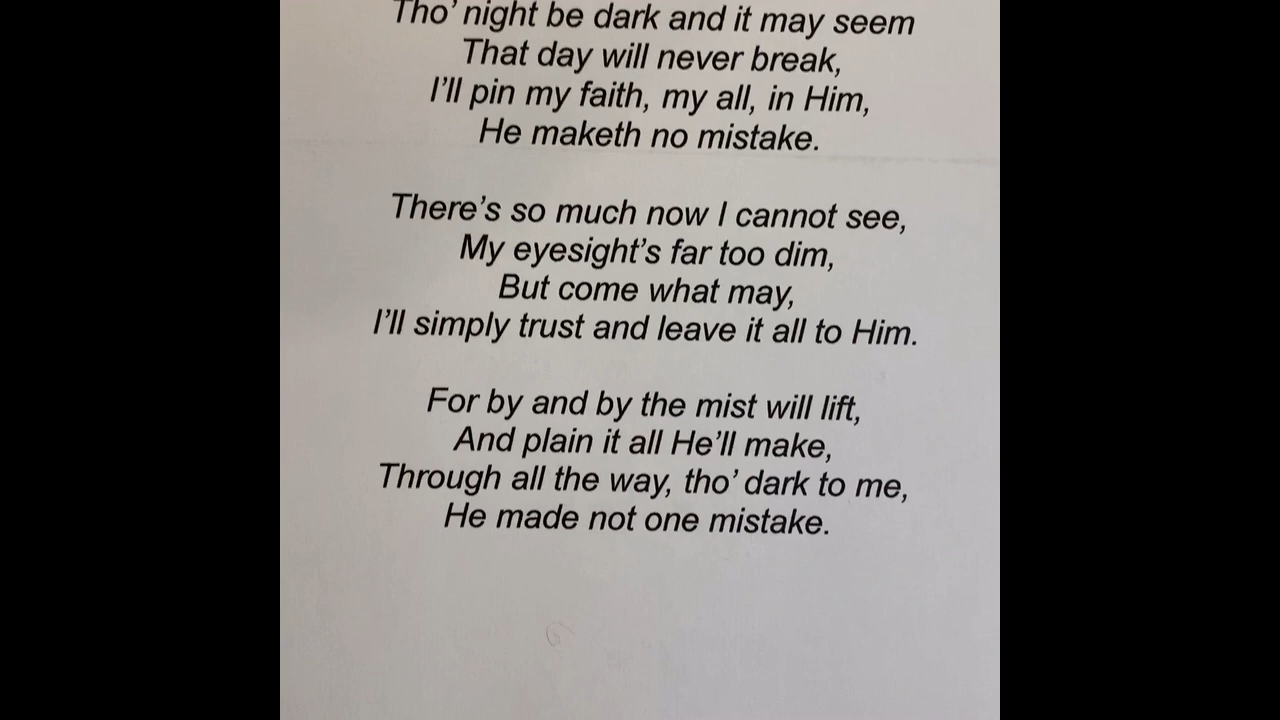 Tho’ night be dark and it may seem
That day will never break,
I’ll pin my faith, my all, in Him,
He maketh no mistake.
There’s so much now I cannot see,
My eyesight’s far too dim,
But come what may,
I’ll simply trust and leave it all to Him.
For by and by the mist will lift,
And plain it all He’ll make,
Through all the way, tho’ dark to me,
He made not one mistake.